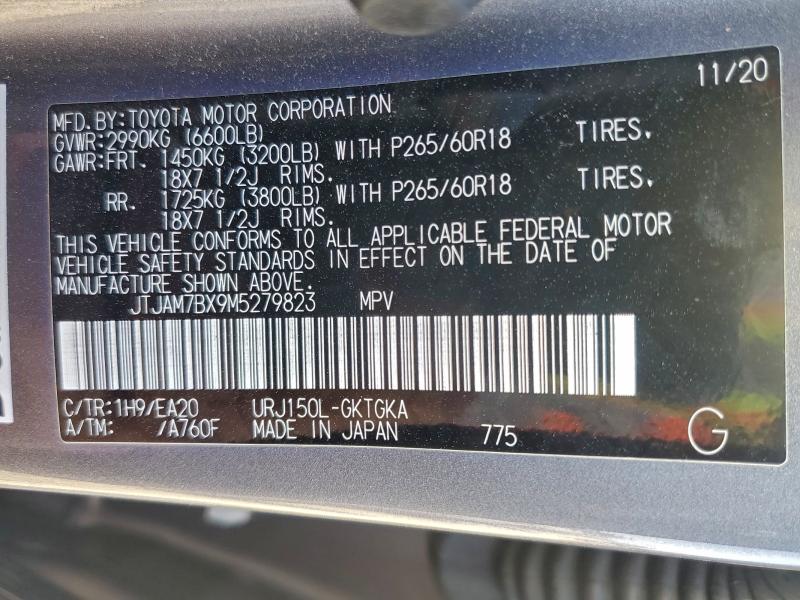 11/20
MFD. BY:TOYOTA MOTOR CORPORATION
GVWR:2990KG (6600LB)
GAWR:FRT. 1450KG (3200LB) WITH P265/60R18 TIRES.
18X7 1/2J RIMS.
RR. 1725KG (3800LB) WITH P265/60R18 TIRES.
18X7 1/2J RIMS.
THIS VEHICLE CONFORMS TO ALL APPLICABLE FEDERAL MOTOR
VEHICLE SAFETY STANDARDS IN EFFECT ON THE DATE OF
MANUFACTURE SHOWN ABOVE.
JTJAM7BX9M5279823 MPV
C/TR:1H9/EA20 URJ150L-GKTGKA
A/TM: /A760F MADE IN JAPAN 775 G